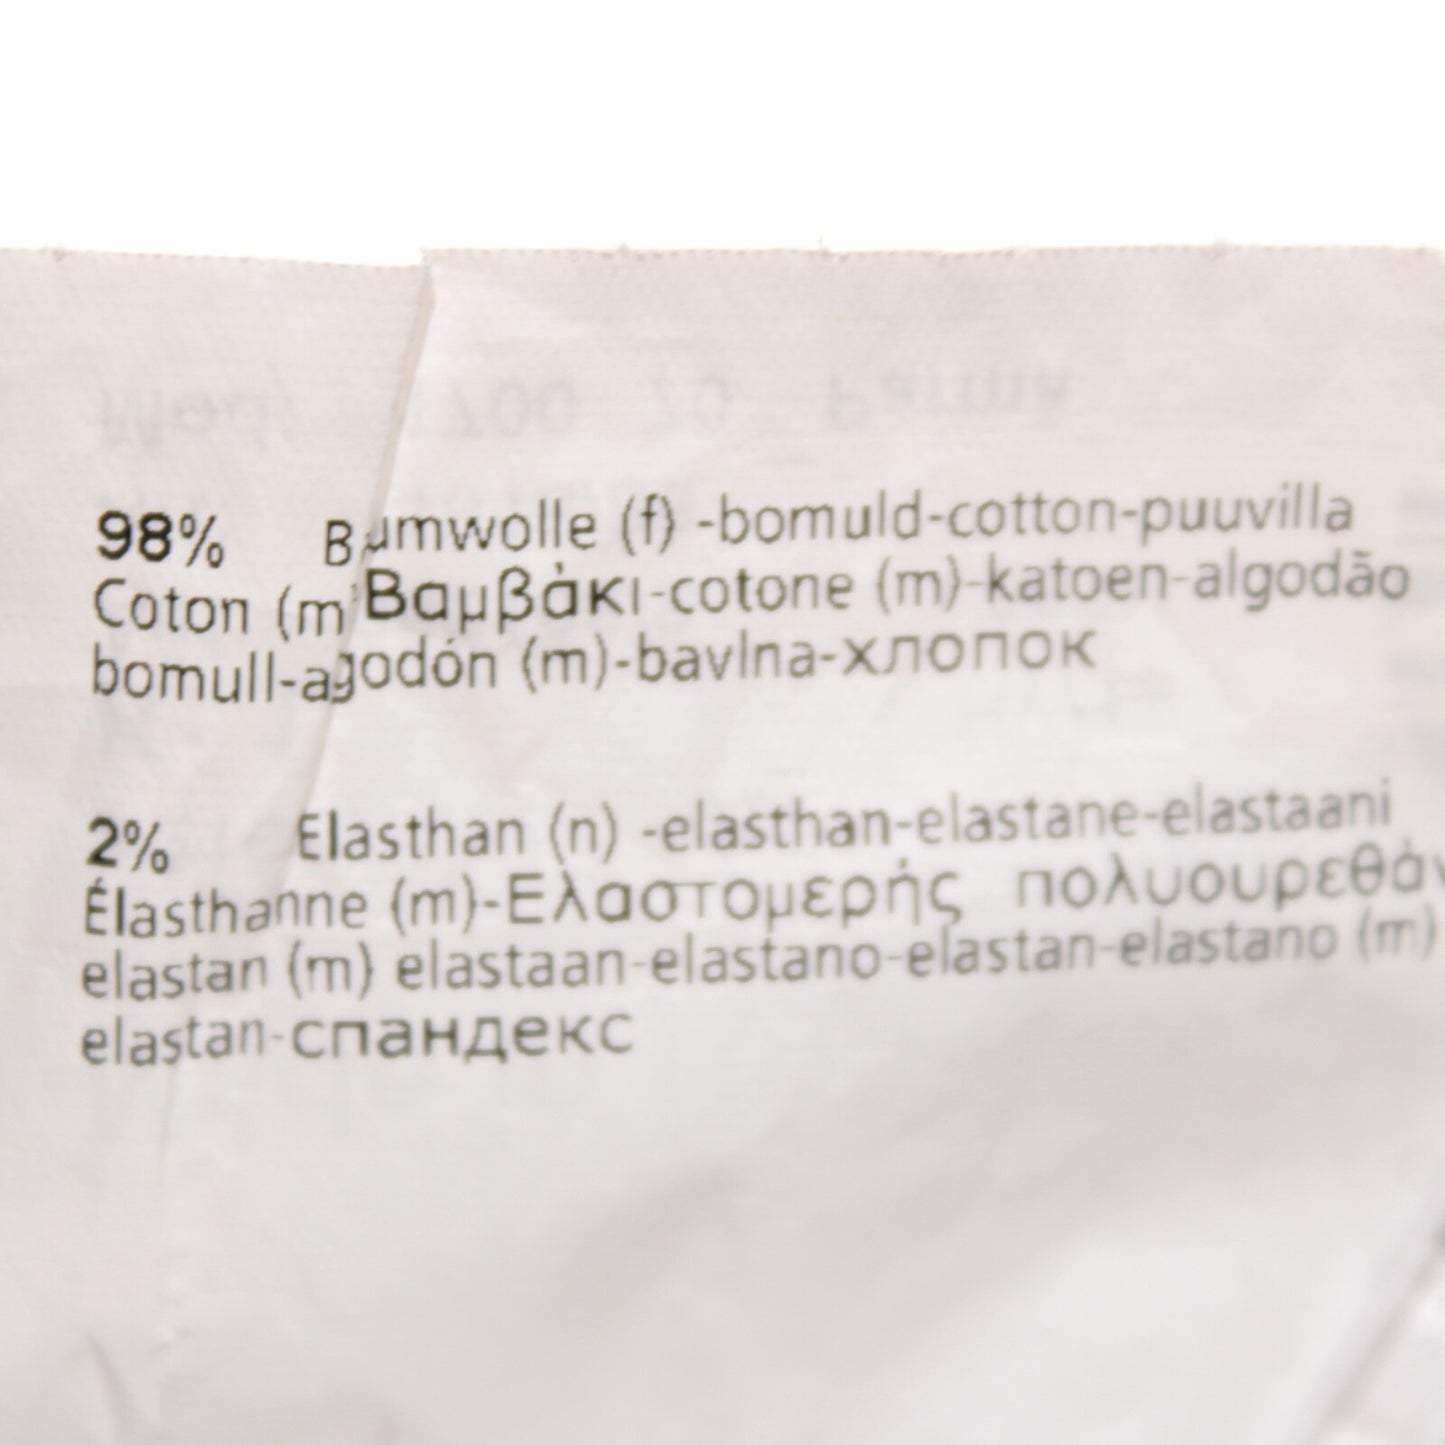 98% Baumwolle (f) -bomuld-cotton-puuvilla
Coton (m) Βαμβάκι-cotone (m)-katoen-algodão
bomull-agodón (m)-bavlna-хлопок
2% Elasthan (n) -elasthan-elastane-elastaani
Élasthanne (m)-Ελαστομερής πολυουρεθάν
elastan (m) elastaan-elastano-elastan-elastano (m)
elastan-спандекс